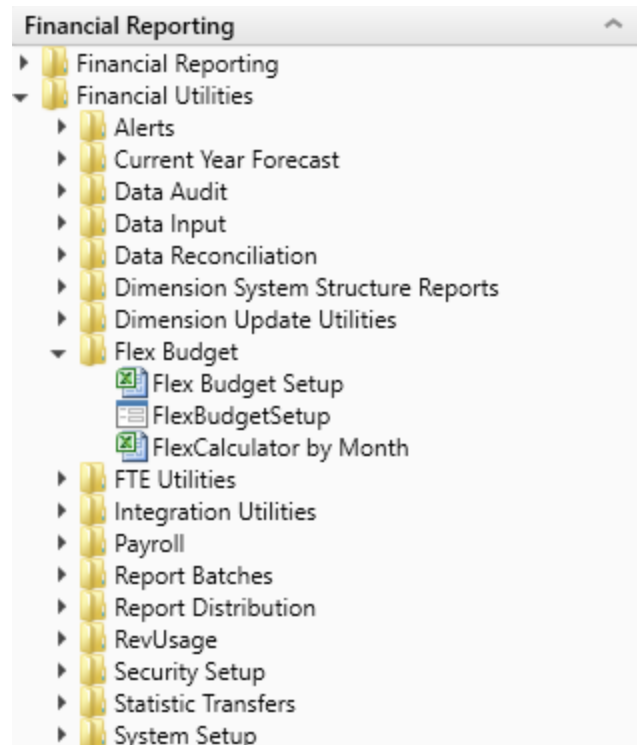 Financial Reporting
Financial Reporting
Financial Utilities
Alerts
Current Year Forecast
Data Audit
Data Input
Data Reconciliation
Dimension System Structure Reports
Dimension Update Utilities
Flex Budget
Flex Budget Setup
FlexBudgetSetup
FlexCalculator by Month
FTE Utilities
Integration Utilities
Payroll
Report Batches
Report Distribution
RevUsage
Security Setup
Statistic Transfers
System Setup